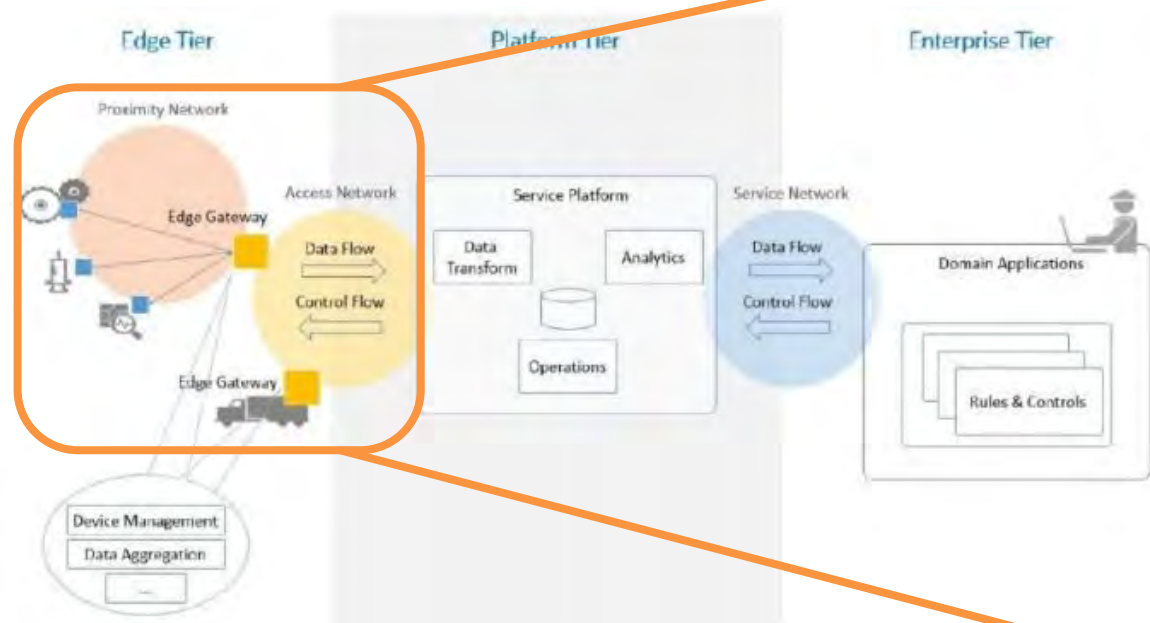 Edge Tier
Platform Tier
Enterprise Tier
Proximity Network
Access Network
Edge Gateway
Data Flow
Control Flow
Edge Gateway
Device Management
Data Aggregation
....
Service Platform
Data
Transform
Analytics
Operations
Service Network
Data Flow
Control Flow
Domain Applications
Rules & Controls